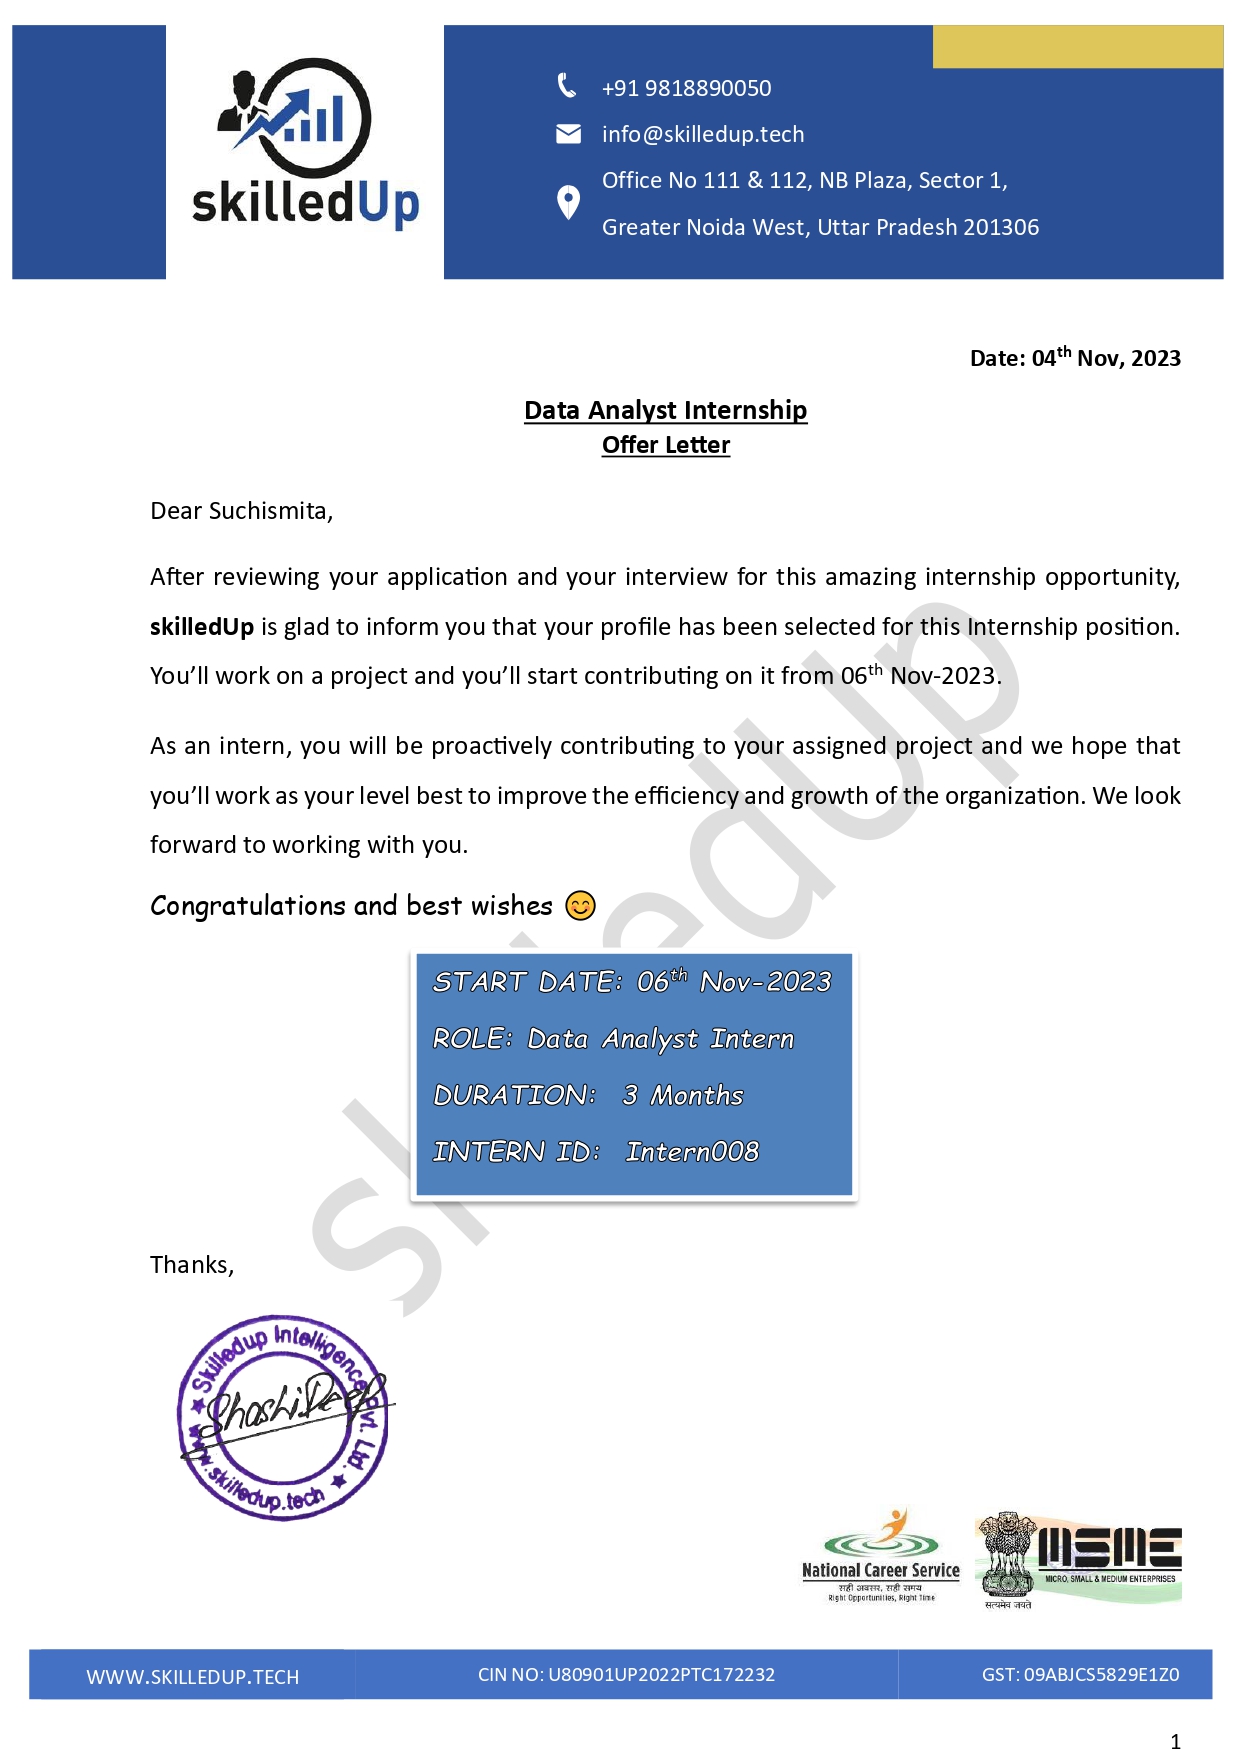 skilledUp
+91 9818890050
info@skilledup.tech
Office No 111 & 112, NB Plaza, Sector 1,
Greater Noida West, Uttar Pradesh 201306
Date: 04th Nov, 2023
Data Analyst Internship
Offer Letter
Dear Suchismita,
After reviewing your application and your interview for this amazing internship opportunity,
skilledUp is glad to inform you that your profile has been selected for this Internship position.
You’ll work on a project and you’ll start contributing on it from 06th Nov-2023.
As an intern, you will be proactively contributing to your assigned project and we hope that
you’ll work as your level best to improve the efficiency and growth of the organization. We look
forward to working with you.
Congratulations and best wishes 😊
START DATE: 06th Nov-2023
ROLE: Data Analyst Intern
DURATION: 3 Months
INTERN ID: Intern008
skilledUp
Thanks,
Skilledup Intelligence Pvt. Ltd.
www.skilledup.tech
ShashiDeep
National Career Service
सही अवसर, सही समय
Right Opportunities, Right Time
MSME
MICRO, SMALL & MEDIUM ENTERPRISES
सत्यमेव जयते
WWW.SKILLEDUP.TECH
CIN NO: U80901UP2022PTC172232
GST: 09ABJCS5829E1Z0
1